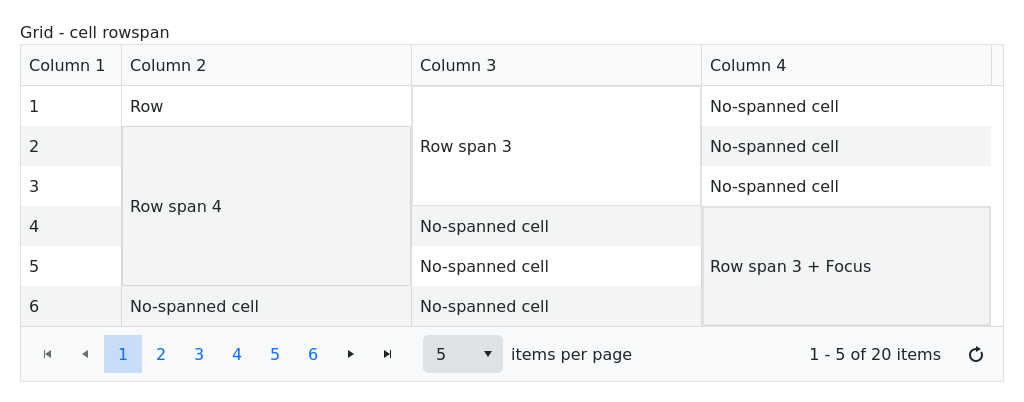 Grid - cell rowspan
Column 1 Column 2 Column 3 Column 4
1 Row No-spanned cell
2 Row span 3 No-spanned cell
3 No-spanned cell
Row span 4
4 No-spanned cell
5 No-spanned cell Row span 3 + Focus
6 No-spanned cell No-spanned cell
1 2 3 4 5 6 5 items per page 1 - 5 of 20 items